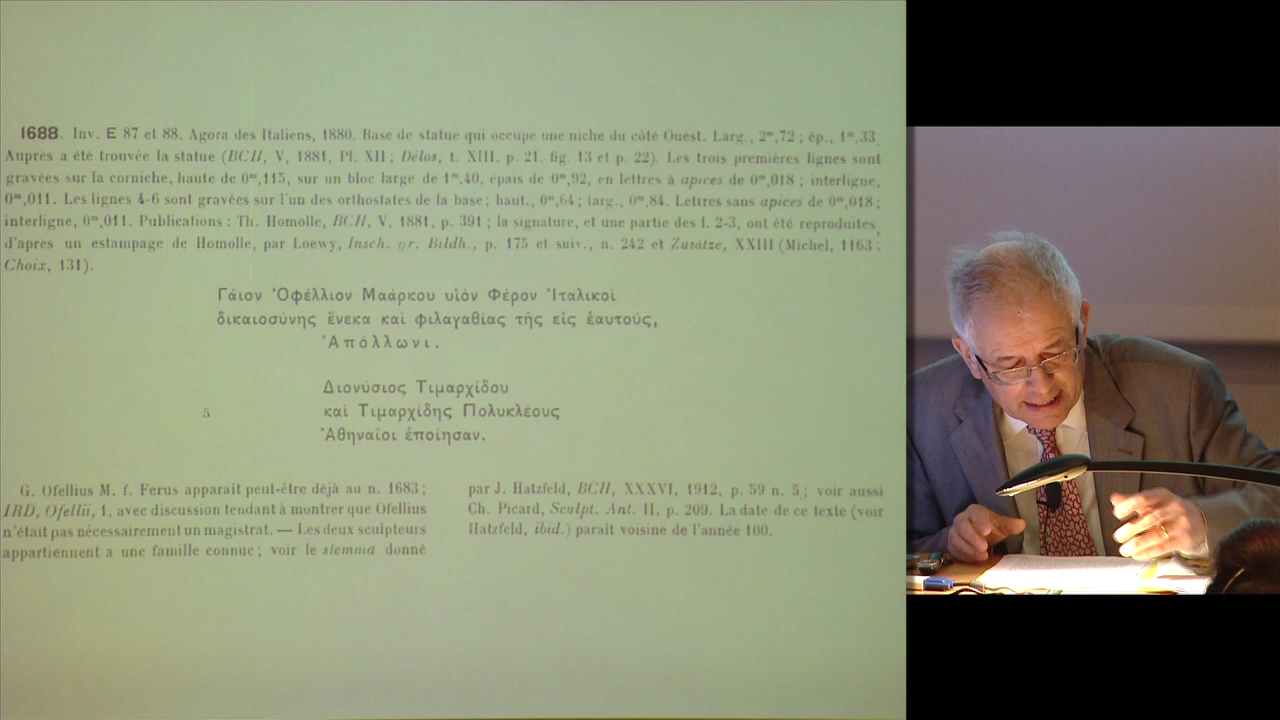 1688. Inv. E 87 et 88. Agora des Italiens, 1880. Base de statue qui occupe une niche du côté Ouest. Larg., 2ᵐ,72 ; ép., 1ᵐ,33.
Auprès a été trouvée la statue (BCH, V, 1881, Pl. XII ; Délos, t. XIII, p. 21, fig. 13 et p. 22). Les trois premières lignes sont
gravées sur la corniche, haute de 0ᵐ,115, sur un bloc large de 1ᵐ,40, épais de 0ᵐ,92, en lettres à apices de 0ᵐ,018 ; interligne,
0ᵐ,011. Les lignes 4-6 sont gravées sur l'un des orthostates de la base ; haut., 0ᵐ,64 ; larg., 0ᵐ,84. Lettres sans apices de 0ᵐ,018 ;
interligne, 0ᵐ,011. Publications : Th. Homolle, BCH, V, 1881, p. 391 ; la signature, et une partie des l. 2-3, ont été reproduites,
d'après un estampage de Homolle, par Loewy, Insch. gr. Bildh., p. 175 et suiv., n. 242 et Zusätze, XXIII (Michel, 1163 ;
Choix, 131).
Γάιον Ὀφέλλιον Μαάρκου υἱὸν Φέρον Ἰταλικοὶ
δικαιοσύνης ἕνεκα καὶ φιλαγαθίας τῆς εἰς ἑαυτούς,
Ἀπόλλωνι.
Διονύσιος Τιμαρχίδου
5 καὶ Τιμαρχίδης Πολυκλέους
Ἀθηναῖοι ἐποίησαν.
G. Ofellius M. f. Ferus apparaît peut-être déjà au n. 1683 ;
IRD, Ofellii, 1, avec discussion tendant à montrer que Ofellius
n'était pas nécessairement un magistrat. — Les deux sculpteurs
appartiennent a une famille connue ; voir le stemma donné
par J. Hatzfeld, BCH, XXXVI, 1912, p. 59 n. 5 ; voir aussi
Ch. Picard, Sculpt. Ant. II, p. 209. La date de ce texte (voir
Hatzfeld, ibid.) paraît voisine de l'année 100.